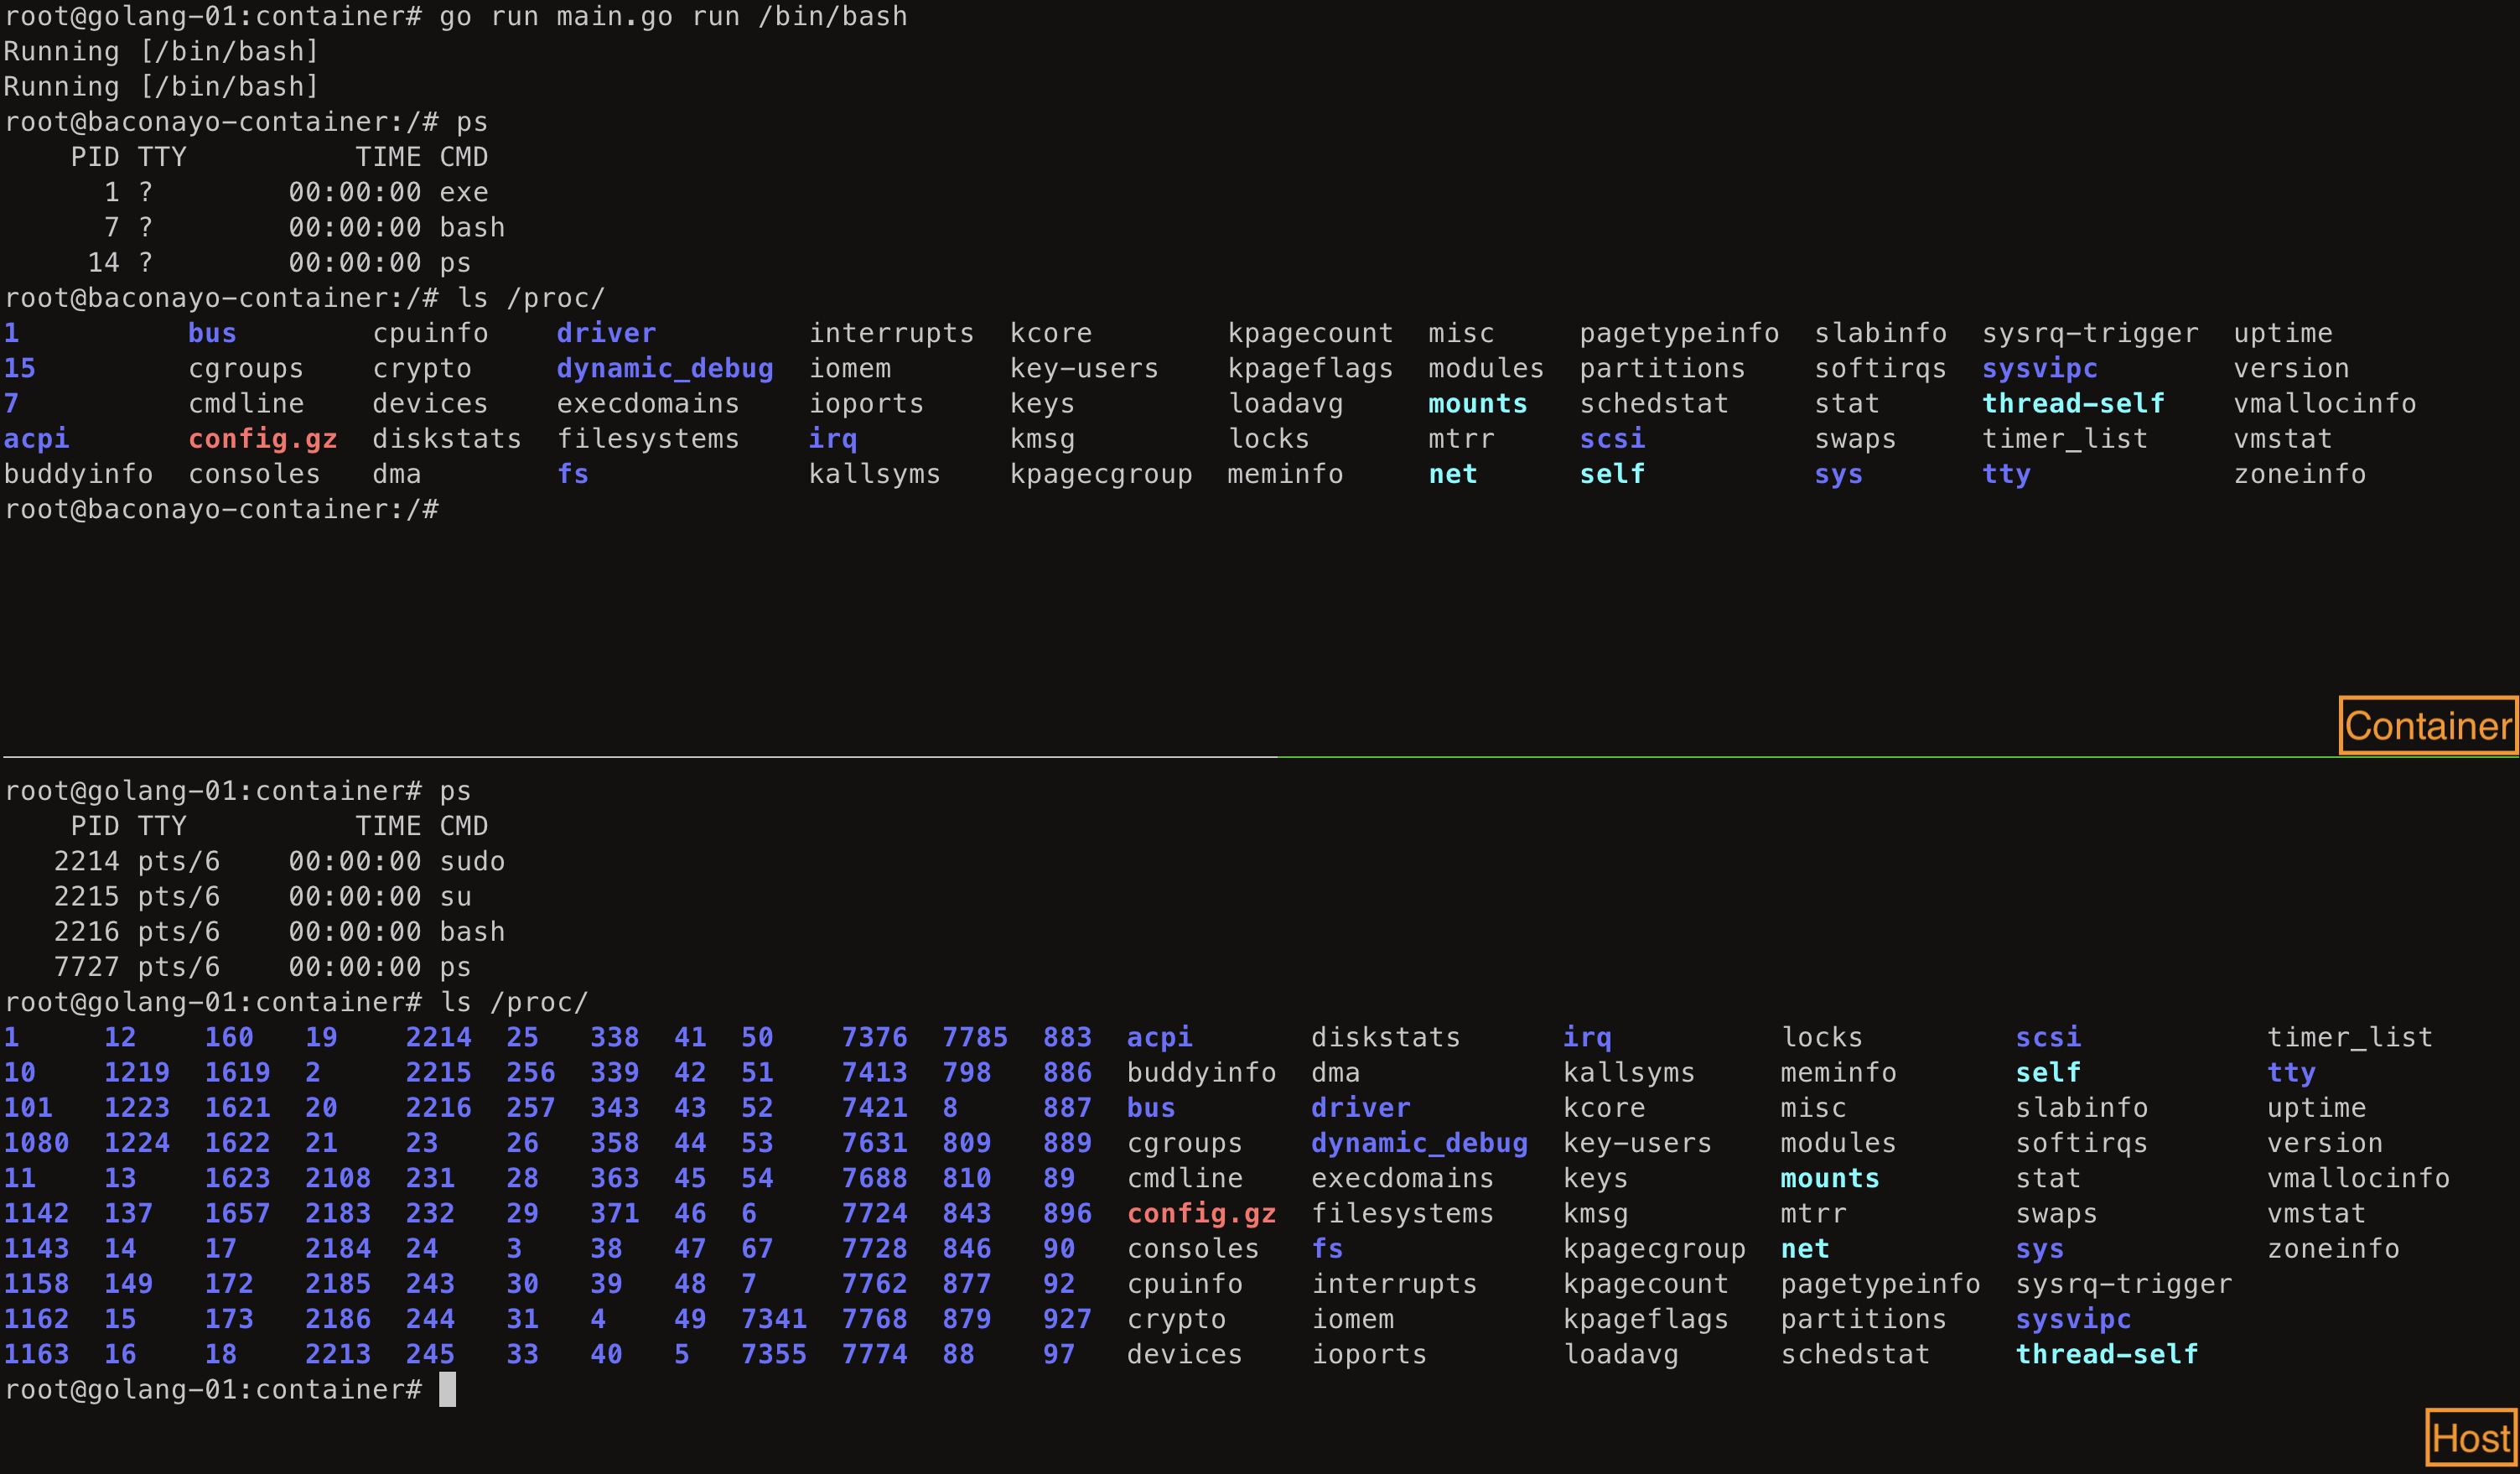 root@golang-01:container# go run main.go run /bin/bash
Running [/bin/bash]
Running [/bin/bash]
root@baconayo-container:/# ps
    PID TTY          TIME CMD
      1 ?        00:00:00 exe
      7 ?        00:00:00 bash
     14 ?        00:00:00 ps
root@baconayo-container:/# ls /proc/
1          bus        cpuinfo    driver         interrupts  kcore        kpagecount  misc     pagetypeinfo  slabinfo  sysrq-trigger  uptime
15         cgroups    crypto     dynamic_debug  iomem       key-users    kpageflags  modules  partitions    softirqs  sysvipc        version
7          cmdline    devices    execdomains    ioports     keys         loadavg     mounts   schedstat     stat      thread-self    vmallocinfo
acpi       config.gz  diskstats  filesystems    irq         kmsg         locks       mtrr     scsi          swaps     timer_list     vmstat
buddyinfo  consoles   dma        fs             kallsyms    kpagecgroup  meminfo     net      self          sys       tty            zoneinfo
root@baconayo-container:/#
Container
root@golang-01:container# ps
    PID TTY          TIME CMD
   2214 pts/6    00:00:00 sudo
   2215 pts/6    00:00:00 su
   2216 pts/6    00:00:00 bash
   7727 pts/6    00:00:00 ps
root@golang-01:container# ls /proc/
1     12    160   19    2214  25   338  41  50    7376  7785  883  acpi       diskstats      irq          locks         scsi           timer_list
10    1219  1619  2     2215  256  339  42  51    7413  798   886  buddyinfo  dma            kallsyms     meminfo       self           tty
101   1223  1621  20    2216  257  343  43  52    7421  8     887  bus        driver         kcore        misc          slabinfo       uptime
1080  1224  1622  21    23    26   358  44  53    7631  809   889  cgroups    dynamic_debug  key-users    modules       softirqs       version
11    13    1623  2108  231   28   363  45  54    7688  810   89   cmdline    execdomains    keys         mounts        stat           vmallocinfo
1142  137   1657  2183  232   29   371  46  6     7724  843   896  config.gz  filesystems    kmsg         mtrr          swaps          vmstat
1143  14    17    2184  24    3    38   47  67    7728  846   90   consoles   fs             kpagecgroup  net           sys            zoneinfo
1158  149   172   2185  243   30   39   48  7     7762  877   92   cpuinfo    interrupts     kpagecount   pagetypeinfo  sysrq-trigger
1162  15    173   2186  244   31   4    49  7341  7768  879   927  crypto     iomem          kpageflags   partitions    sysvipc
1163  16    18    2213  245   33   40   5   7355  7774  88    97   devices    ioports        loadavg      schedstat     thread-self
root@golang-01:container#
Host